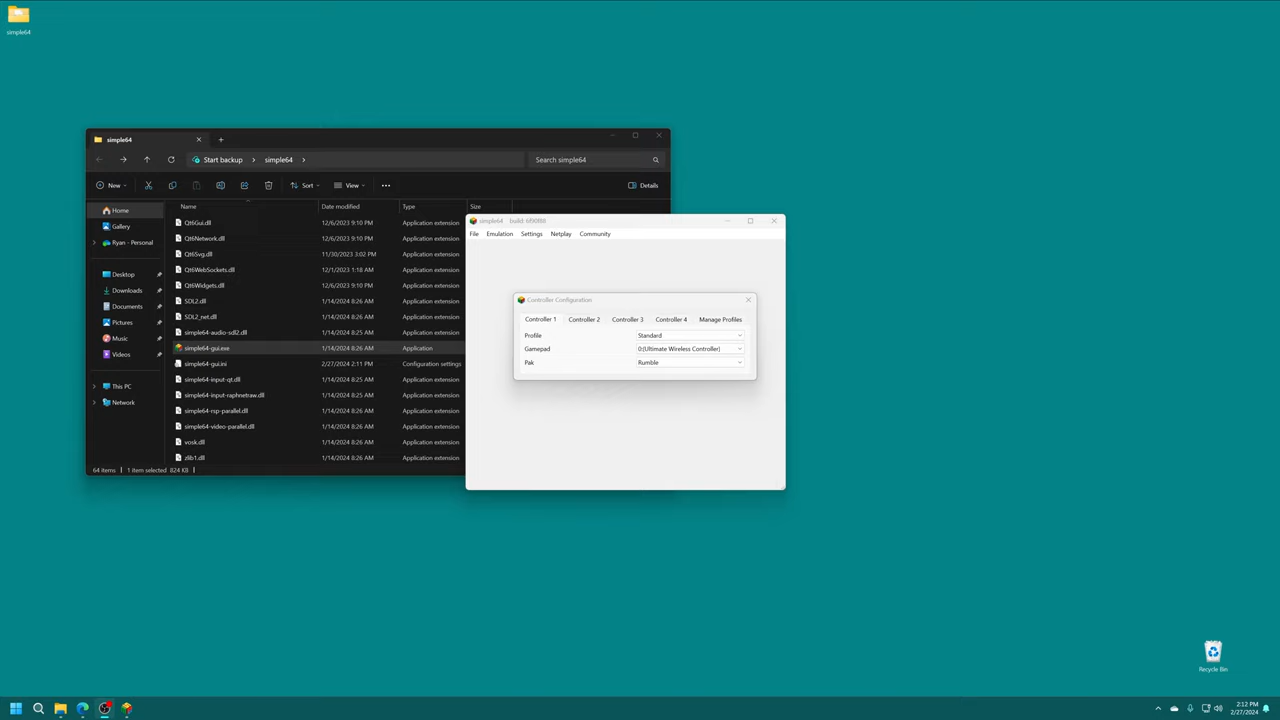 simple64
simple64
Start backup
simple64
Search simple64
New
Sort
View
Details
Home
Gallery
Ryan - Personal
Desktop
Downloads
Documents
Pictures
Music
Videos
This PC
Network
Name Date modified Type Size
Qt6Gui.dll 12/6/2023 9:10 PM Application extension
Qt6Network.dll 12/6/2023 9:10 PM Application extension
Qt6Svg.dll 11/30/2023 3:02 PM Application extension
Qt6WebSockets.dll 12/1/2023 1:18 AM Application extension
Qt6Widgets.dll 12/6/2023 9:10 PM Application extension
SDL2.dll 1/14/2024 8:26 AM Application extension
SDL2_net.dll 1/14/2024 8:26 AM Application extension
simple64-audio-sdl2.dll 1/14/2024 8:25 AM Application extension
simple64-gui.exe 1/14/2024 8:26 AM Application
simple64-gui.ini 2/27/2024 2:11 PM Configuration settings
simple64-input-qt.dll 1/14/2024 8:25 AM Application extension
simple64-input-raphnetraw.dll 1/14/2024 8:25 AM Application extension
simple64-rsp-parallel.dll 1/14/2024 8:26 AM Application extension
simple64-video-parallel.dll 1/14/2024 8:26 AM Application extension
vosk.dll 1/14/2024 8:26 AM Application extension
zlib1.dll 1/14/2024 8:26 AM Application extension
64 items 1 item selected 824 KB
simple64 build:
File Emulation Settings Netplay Community
Controller Configuration
Controller 1 Controller 2 Controller 3 Controller 4 Manage Profiles
Profile Standard
Gamepad 0:(Ultimate Wireless Controller)
Pak Rumble
Recycle Bin
2:12 PM
2/27/2024